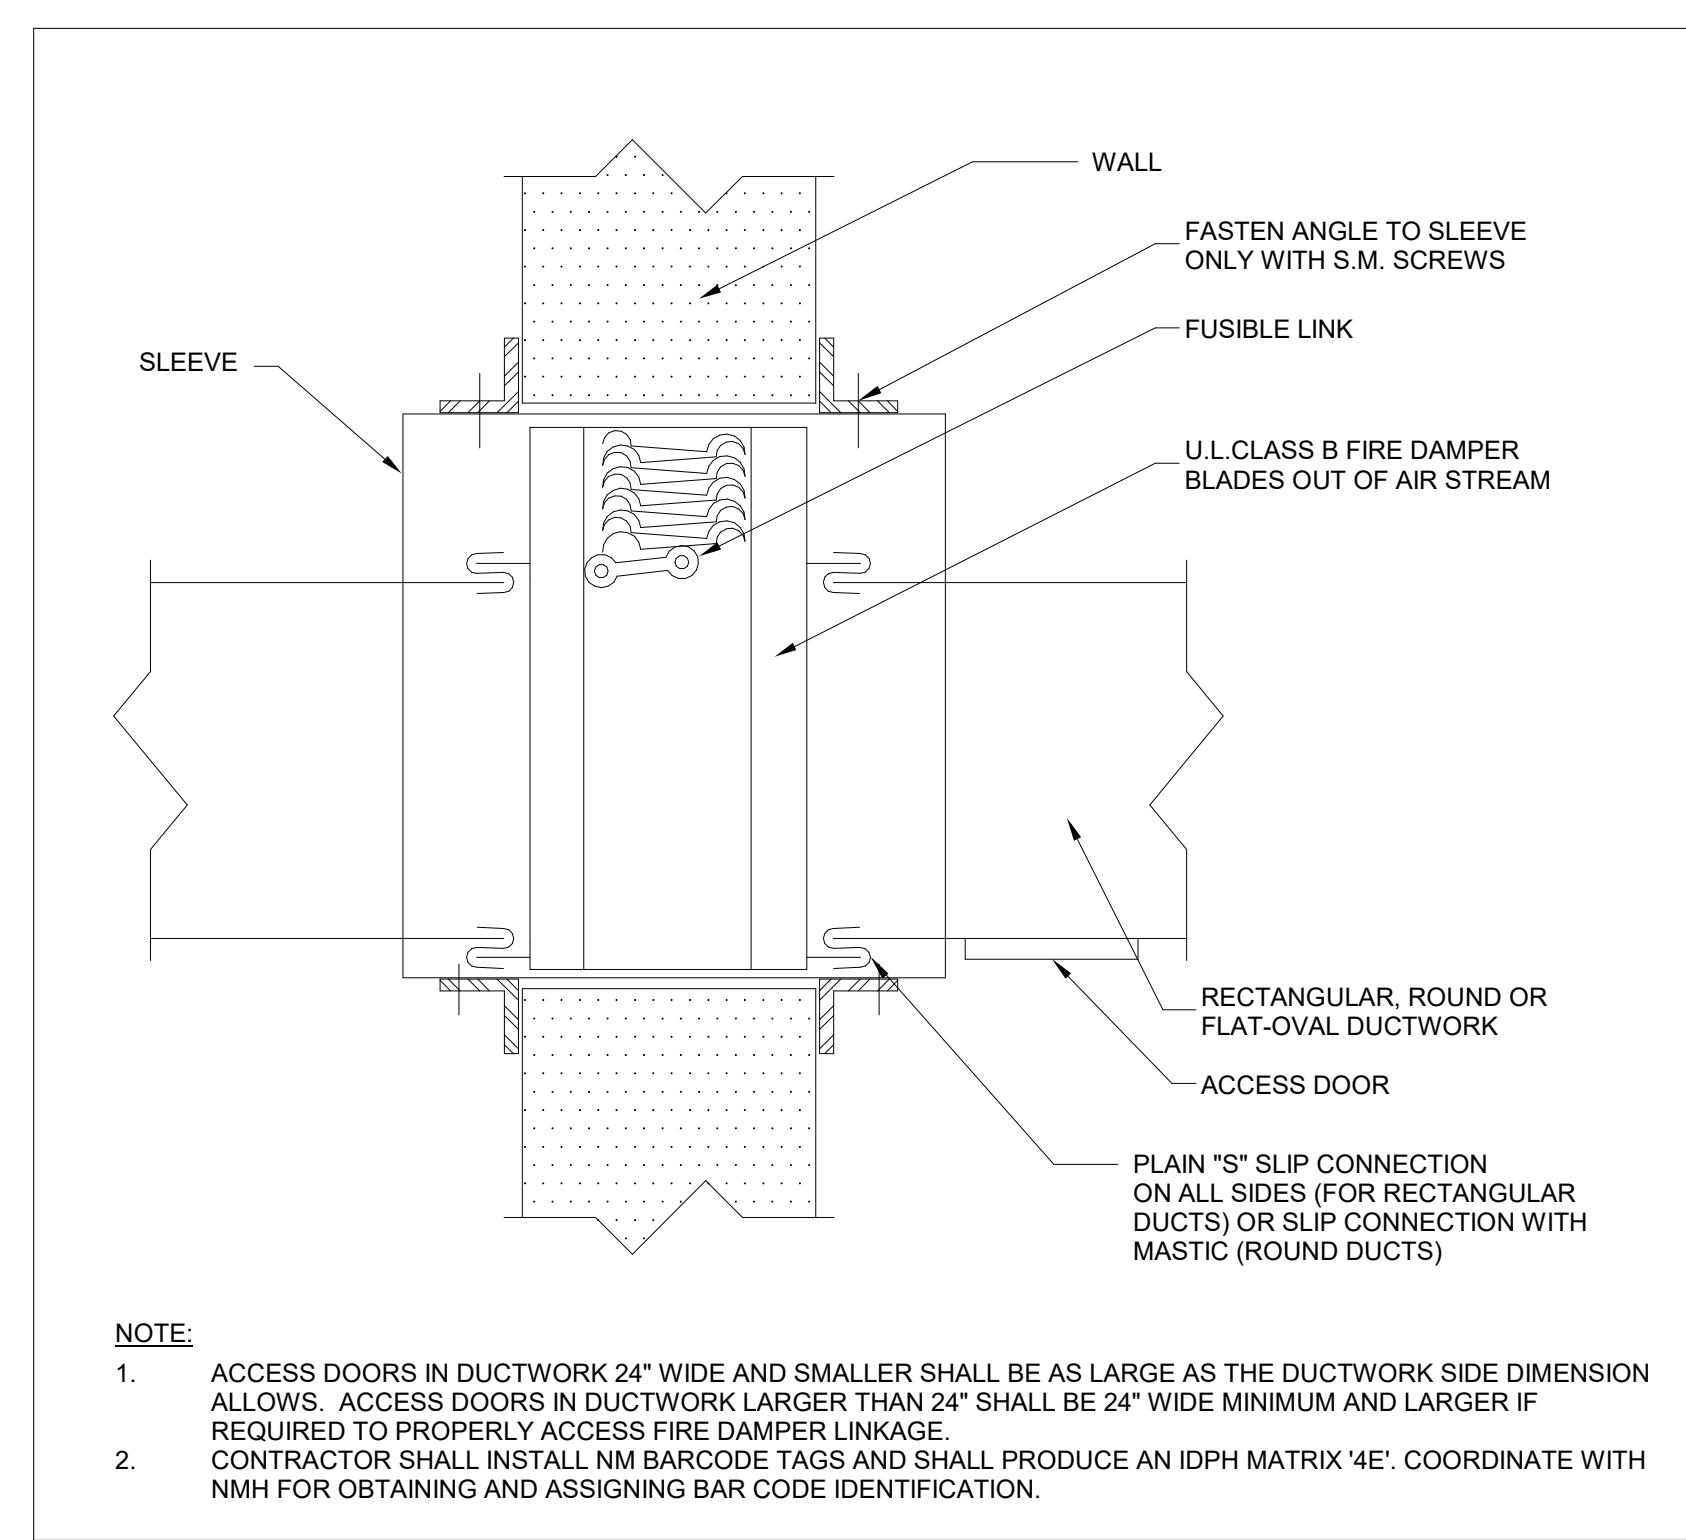 WALL
FASTEN ANGLE TO SLEEVE
ONLY WITH S.M. SCREWS
FUSIBLE LINK
SLEEVE
U.L.CLASS B FIRE DAMPER
BLADES OUT OF AIR STREAM
RECTANGULAR, ROUND OR
FLAT-OVAL DUCTWORK
ACCESS DOOR
PLAIN "S" SLIP CONNECTION
ON ALL SIDES (FOR RECTANGULAR
DUCTS) OR SLIP CONNECTION WITH
MASTIC (ROUND DUCTS)
NOTE:
1. ACCESS DOORS IN DUCTWORK 24" WIDE AND SMALLER SHALL BE AS LARGE AS THE DUCTWORK SIDE DIMENSION
ALLOWS. ACCESS DOORS IN DUCTWORK LARGER THAN 24" SHALL BE 24" WIDE MINIMUM AND LARGER IF
REQUIRED TO PROPERLY ACCESS FIRE DAMPER LINKAGE.
2. CONTRACTOR SHALL INSTALL NM BARCODE TAGS AND SHALL PRODUCE AN IDPH MATRIX '4E'. COORDINATE WITH
NMH FOR OBTAINING AND ASSIGNING BAR CODE IDENTIFICATION.